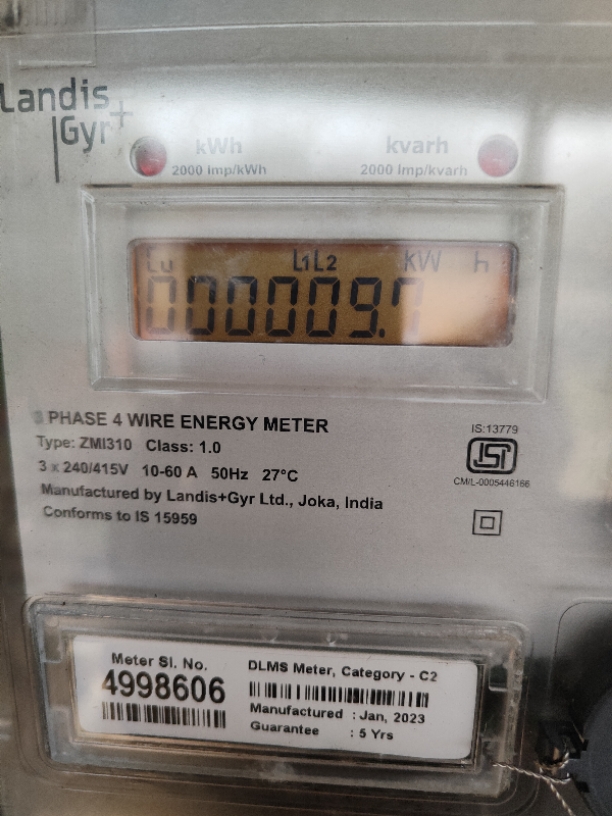 Landis
Gyr+
kWh
2000 Imp/kWh
kvarh
2000 Imp/kvarh
Cu L1L2 KW h
000009.7
3 PHASE 4 WIRE ENERGY METER
Type: ZMI310 Class: 1.0
3 x 240/415V 10-60 A 50Hz 27°C
Manufactured by Landis+Gyr Ltd., Joka, India
Conforms to IS 15959
IS:13779
ISI
CM/L-0005446166
Meter Sl. No.
4998606
DLMS Meter, Category - C2
Manufactured : Jan, 2023
Guarantee : 5 Yrs